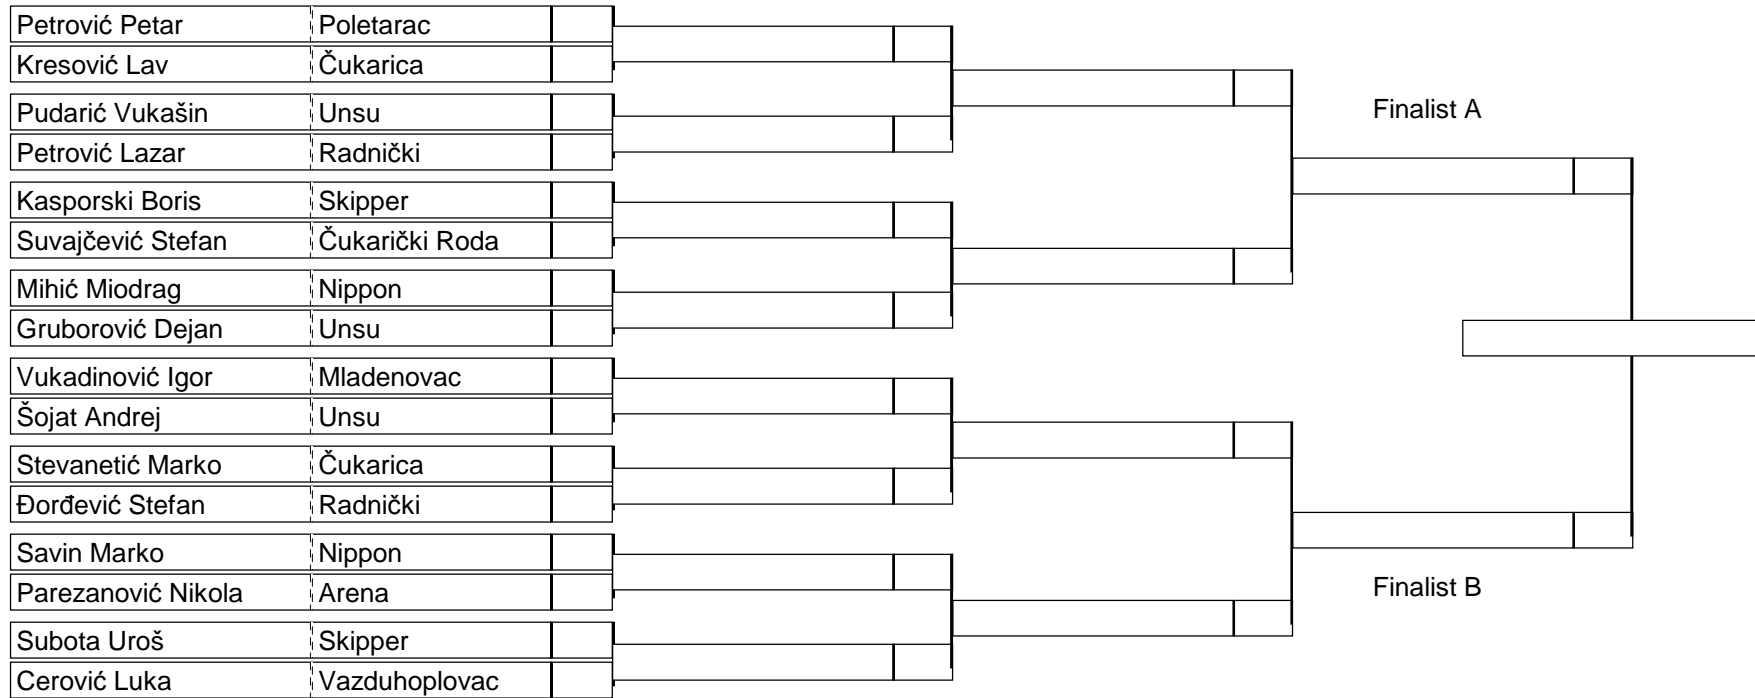 Petrović Petar Poletarac
Kresović Lav Čukarica
Pudarić Vukašin Unsu
Finalist A
Petrović Lazar Radnički
Kasporski Boris Skipper
Suvajčević Stefan Čukarički Roda
Mihić Miodrag Nippon
Gruborović Dejan Unsu
Vukadinović Igor Mladenovac
Šojat Andrej Unsu
Stevanetić Marko Čukarica
Đorđević Stefan Radnički
Savin Marko Nippon
Parezanović Nikola Arena
Finalist B
Subota Uroš Skipper
Cerović Luka Vazduhoplovac